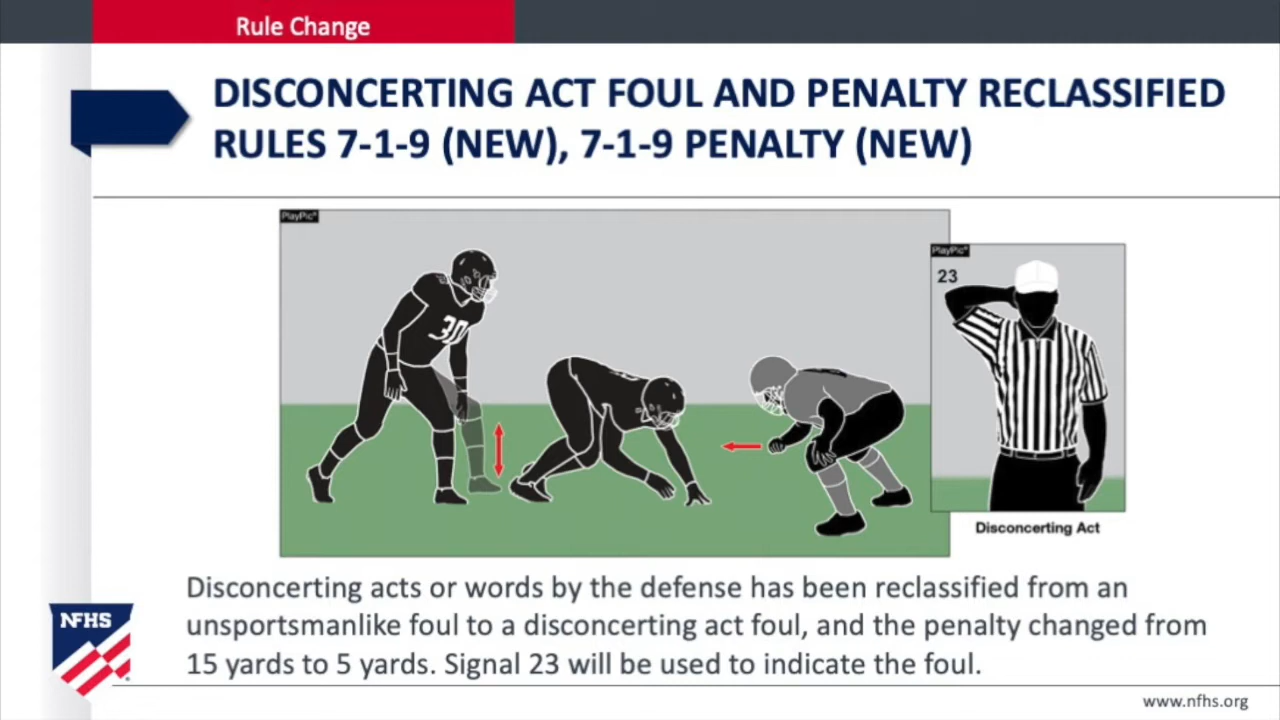 Rule Change
DISCONCERTING ACT FOUL AND PENALTY RECLASSIFIED
RULES 7-1-9 (NEW), 7-1-9 PENALTY (NEW)
PlayPic®
30
PlayPic®
23
Disconcerting Act
Disconcerting acts or words by the defense has been reclassified from an
unsportsmanlike foul to a disconcerting act foul, and the penalty changed from
15 yards to 5 yards. Signal 23 will be used to indicate the foul.
NFHS
www.nfhs.org